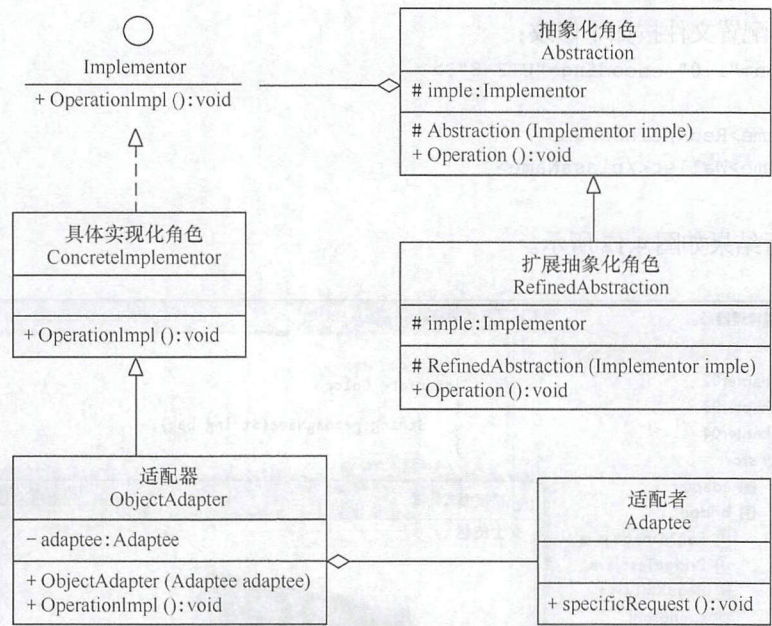 Implementor
+ OperationImpl ( ): void
抽象化角色
Abstraction
# imple: Implementor
# Abstraction (Implementor imple)
+ Operation ( ): void
具体实现化角色
ConcreteImplementor
+ OperationImpl ( ): void
扩展抽象化角色
RefinedAbstraction
# imple: Implementor
# RefinedAbstraction (Implementor imple)
+Operation ( ): void
适配器
ObjectAdapter
− adaptee: Adaptee
+ ObjectAdapter (Adaptee adaptee)
+ OperationImpl ( ): void
适配者
Adaptee
+ specificRequest ( ): void